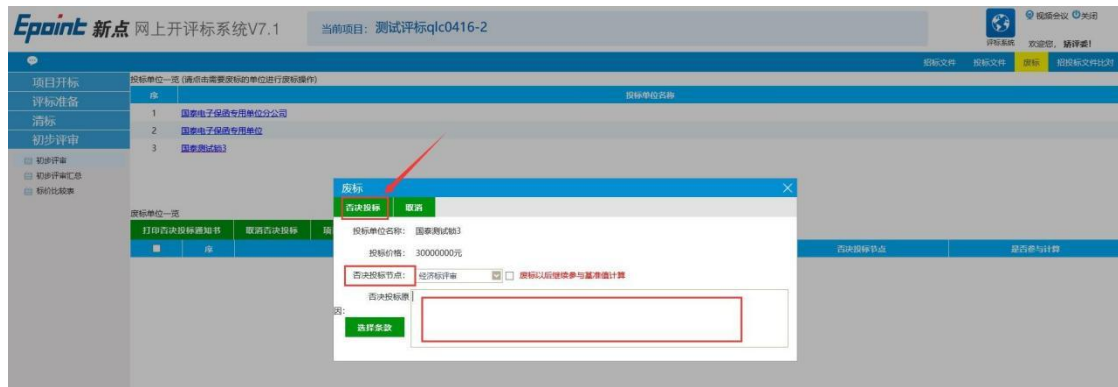 Epoint 新点 网上开评标系统V7.1 当前项目：测试评标qlc0416-2 视频会议 关闭
评标系统 欢迎您，
招标文件 投标文件 废标 招投标文件比对
项目开标
评标准备
清标
初步评审
初步评审
初步评审汇总
标价比较表
投标单位一览 (请点击需要废标的单位进行废标操作)
序 投标单位名称
1 国泰电子保函专用单位分公司
2 国泰电子保函专用单位
3 国泰测试锁3
废标单位一览
打印否决投标通知书 取消否决投标
序 否决投标节点 是否参与计算
废标
否决投标 取消
投标单位名称： 国泰测试锁3
投标价格： 30000000元
否决投标节点： 经济标评审 废标以后继续参与基准值计算
否决投标原
因：
选择条款